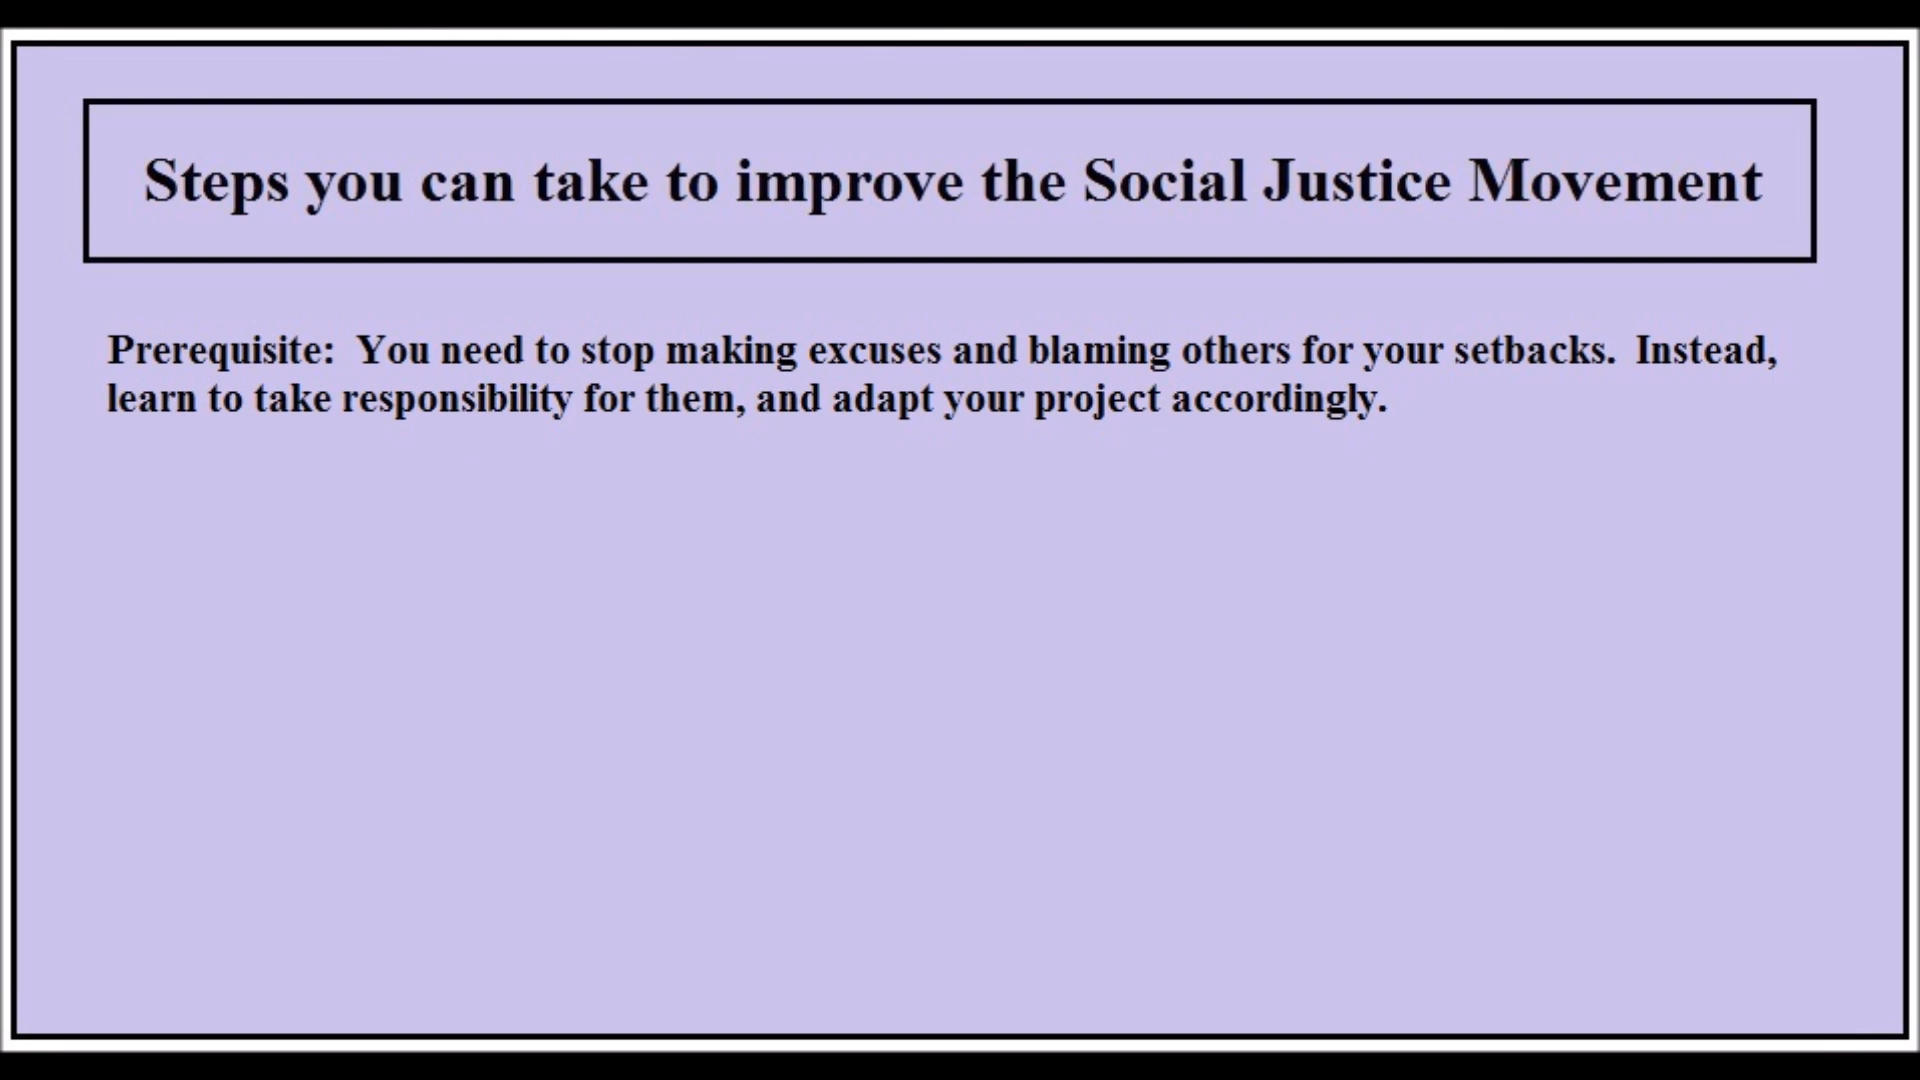 Steps you can take to improve the Social Justice Movement
Prerequisite:  You need to stop making excuses and blaming others for your setbacks.  Instead,
learn to take responsibility for them, and adapt your project accordingly.